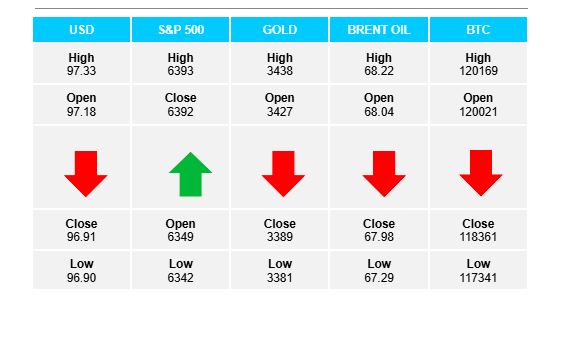 USD S&P 500 GOLD BRENT OIL BTC
High High High High High
97.33 6393 3438 68.22 120169
Open Close Open Open Open
97.18 6392 3427 68.04 120021
Close Open Close Close Close
96.91 6349 3389 67.98 118361
Low Low Low Low Low
96.90 6342 3381 67.29 117341